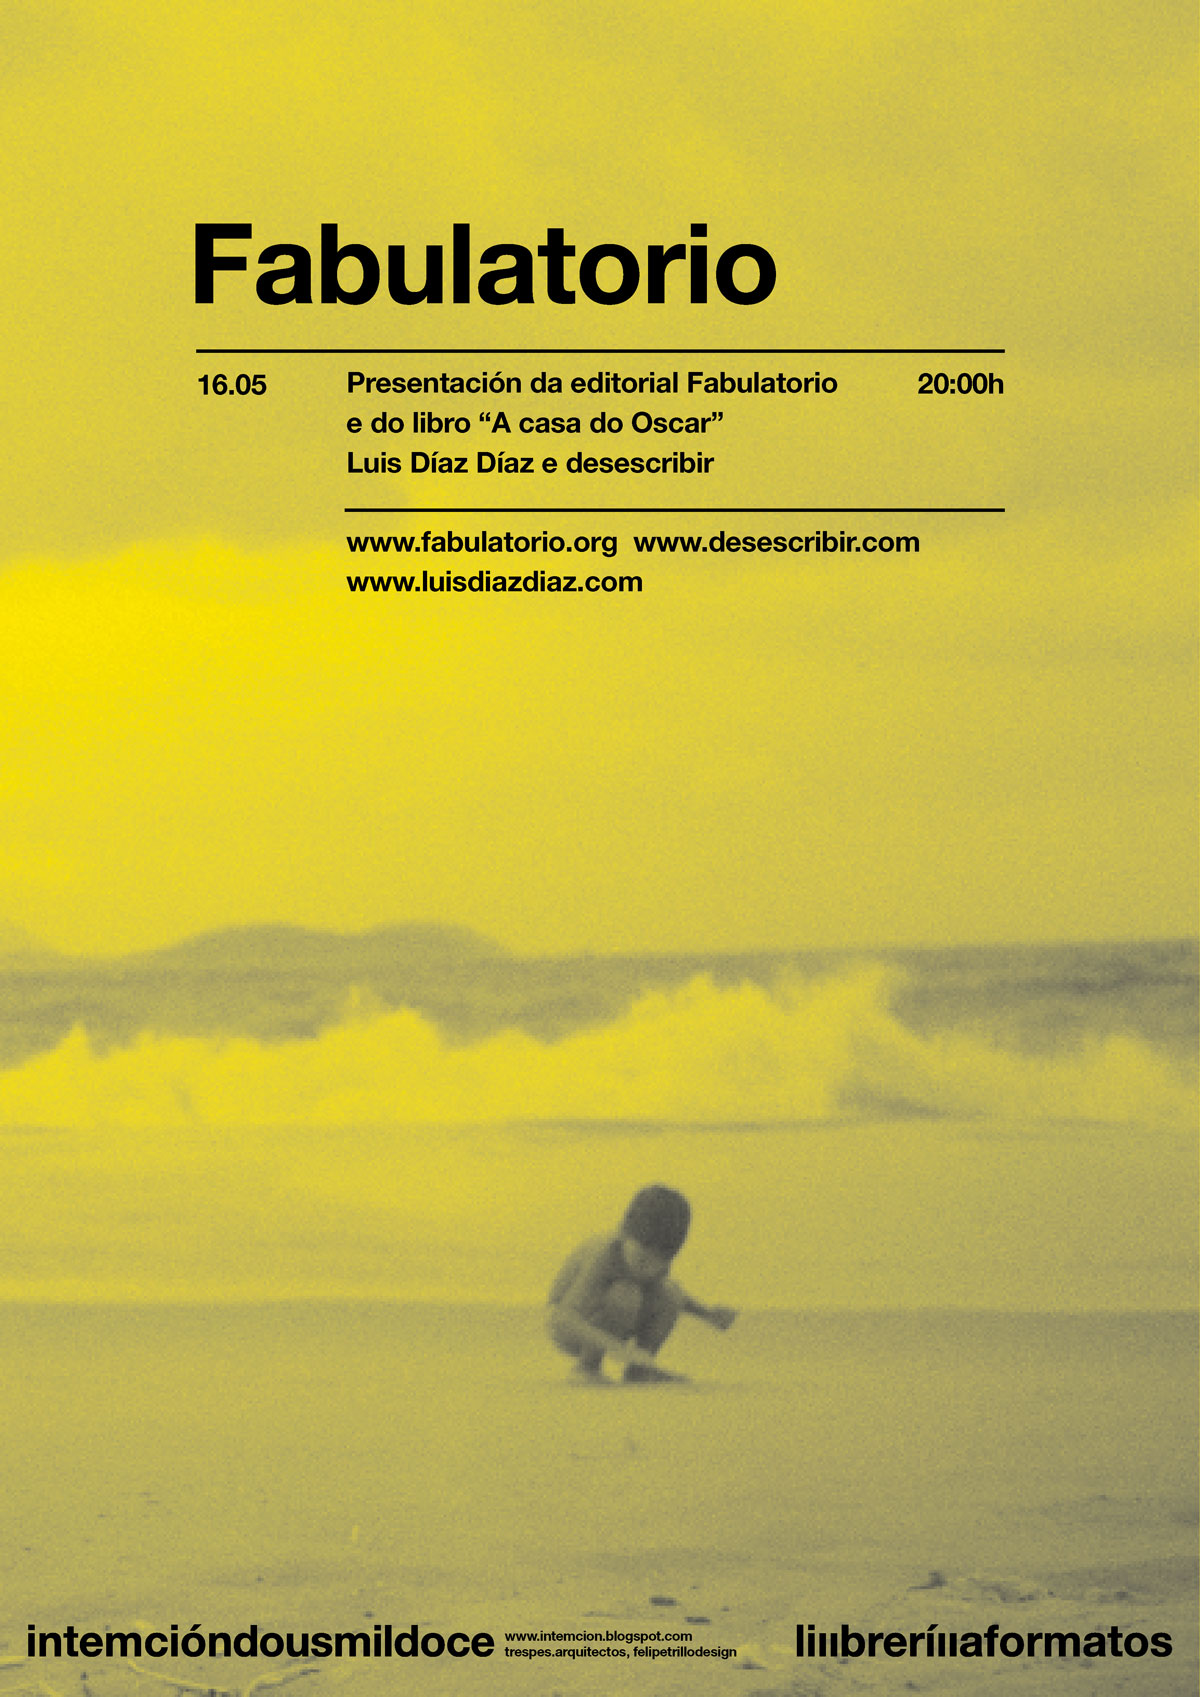 Fabulatorio
16.05
Presentación da editorial Fabulatorio
e do libro “A casa do Oscar”
Luis Díaz Díaz e desescribir
20:00h
www.fabulatorio.org www.desescribir.com
www.luisdiazdiaz.com
intemcióndousmildoce
www.intemcion.blogspot.com
trespes.arquitectos, felipetrillodesign
liıııbreríıııaformatos